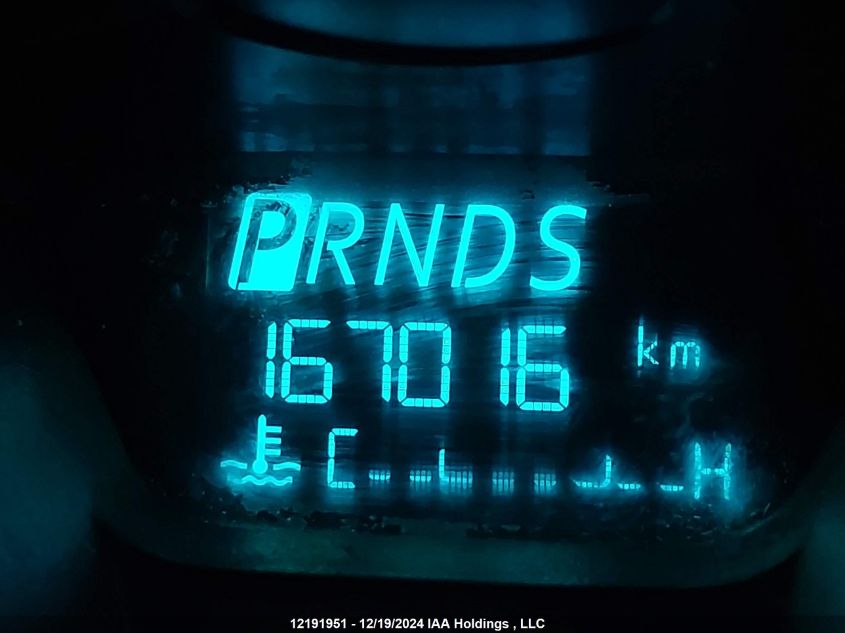 PRNDS
167016 km
C H
12191951 - 12/19/2024 IAA Holdings , LLC